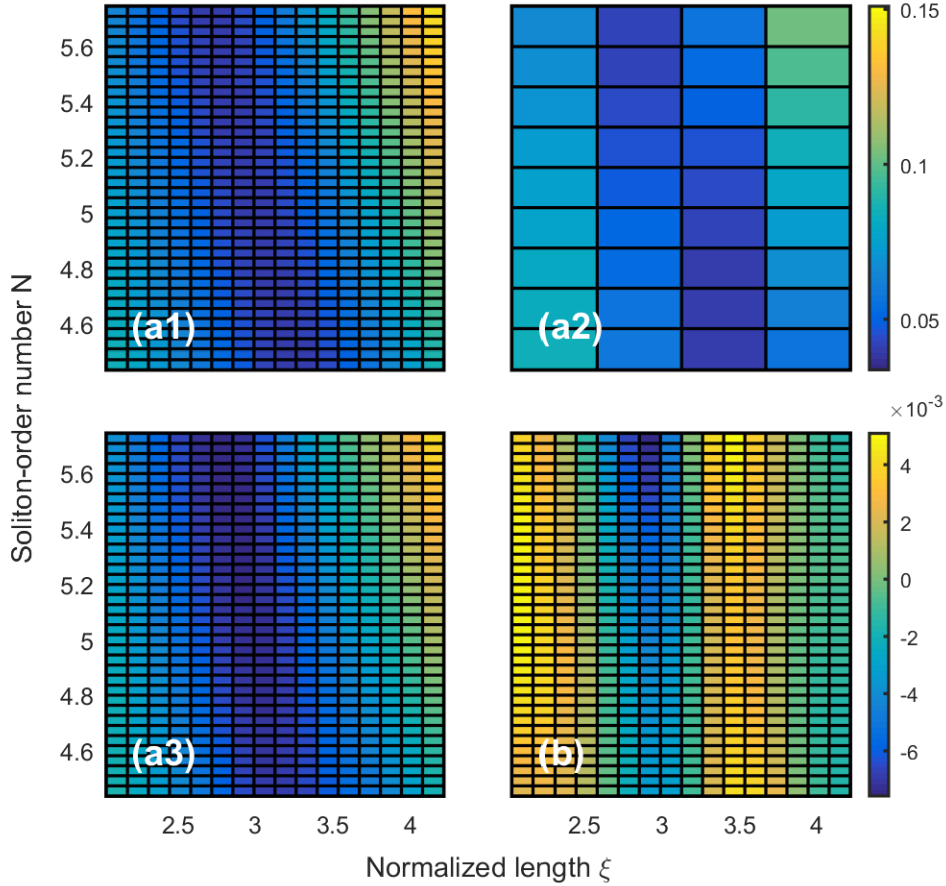 Soliton-order number N
5.6
5.4
5.2
5
4.8
4.6
(a1)
(a2)
0.15
0.1
0.05
5.6
5.4
5.2
5
4.8
4.6
(a3)
(b)
×10⁻³
4
2
0
-2
-4
-6
2.5 3 3.5 4
2.5 3 3.5 4
Normalized length ξ